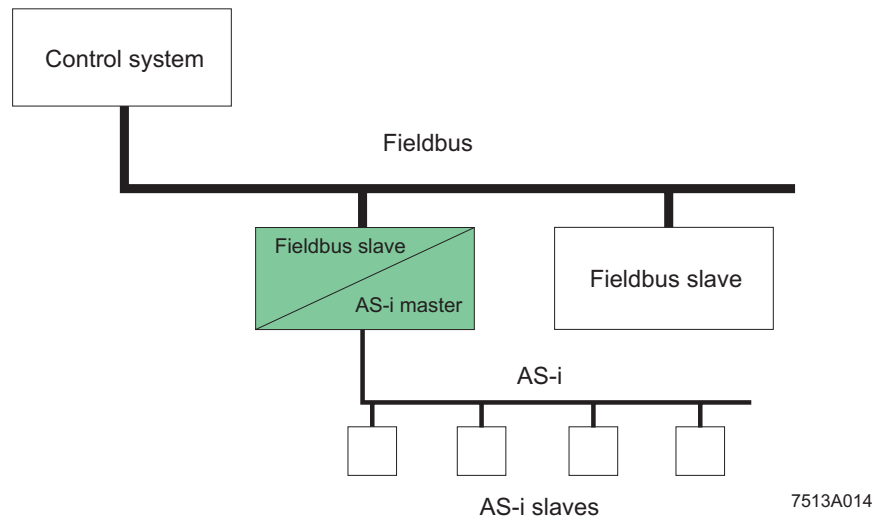 Control system
Fieldbus
Fieldbus slave
AS-i master
Fieldbus slave
AS-i
AS-i slaves
7513A014